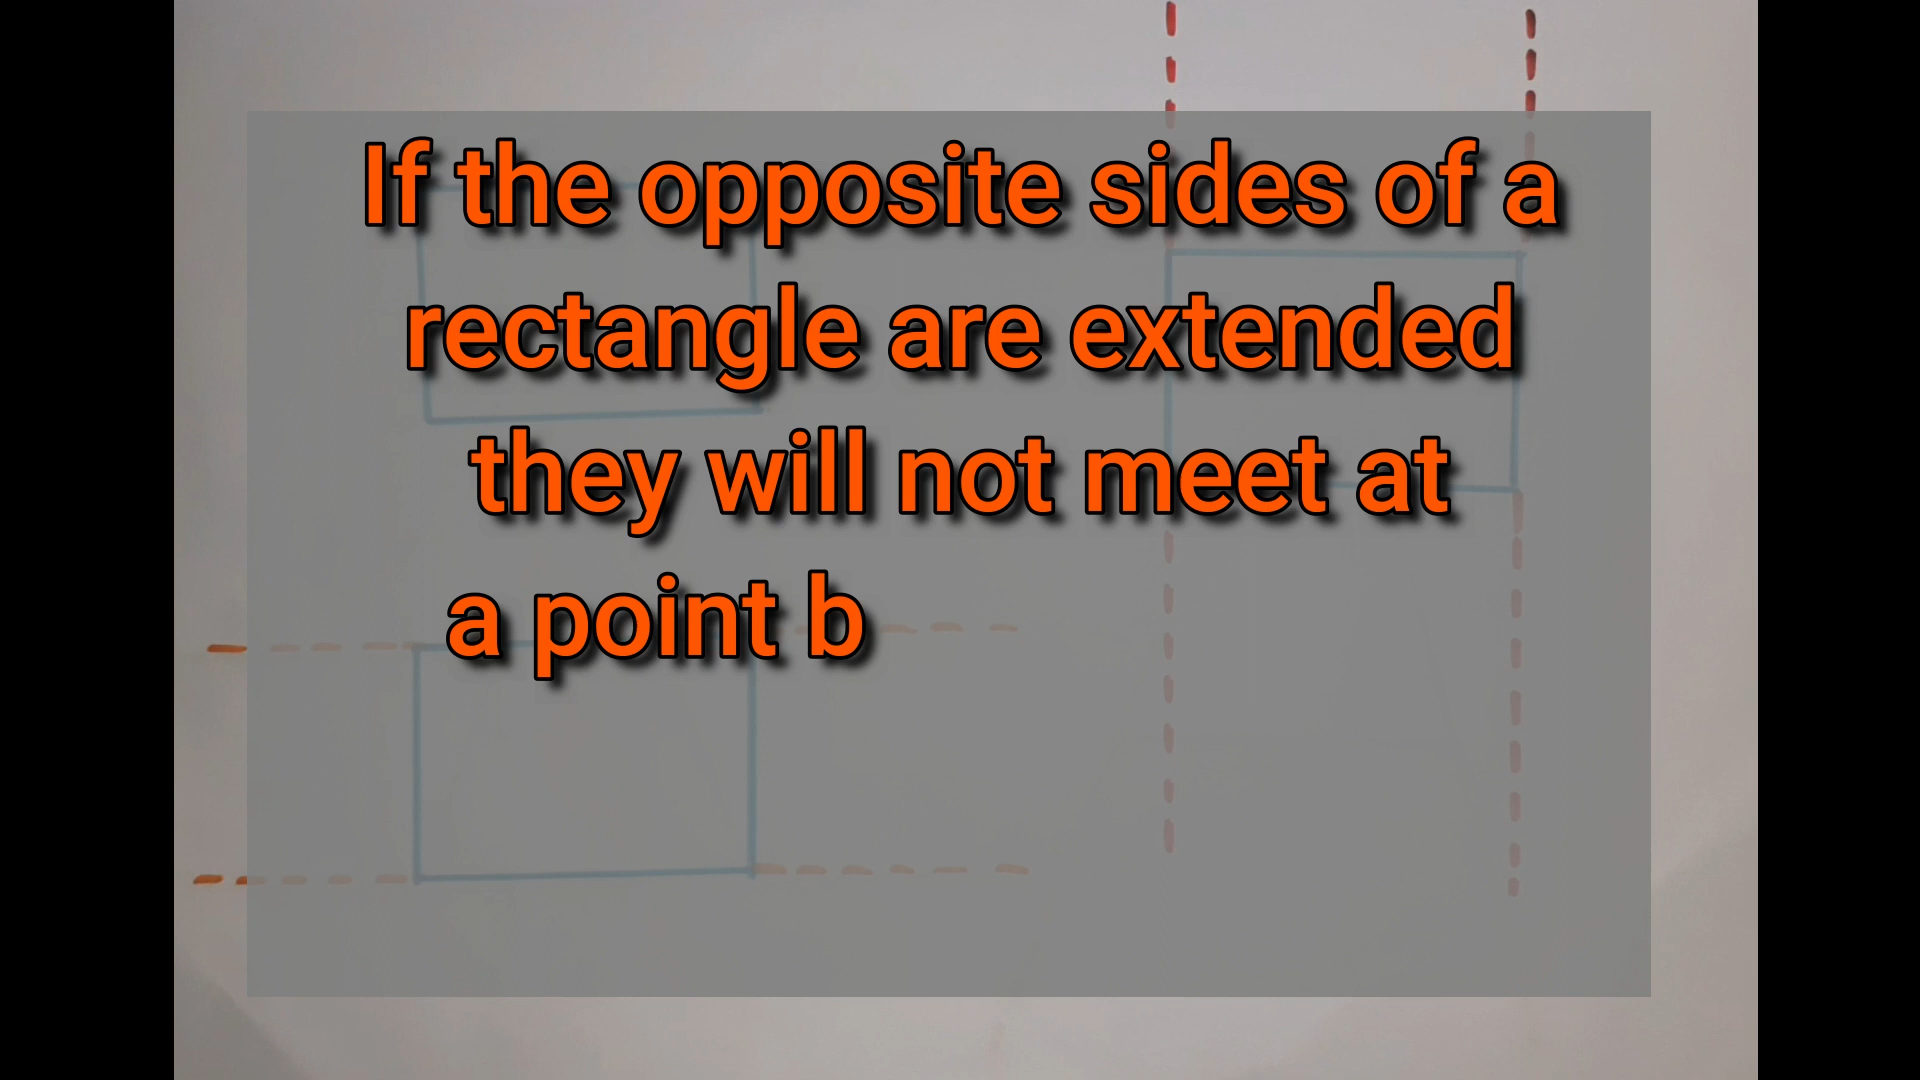 If the opposite sides of a
rectangle are extended
they will not meet at
a point b